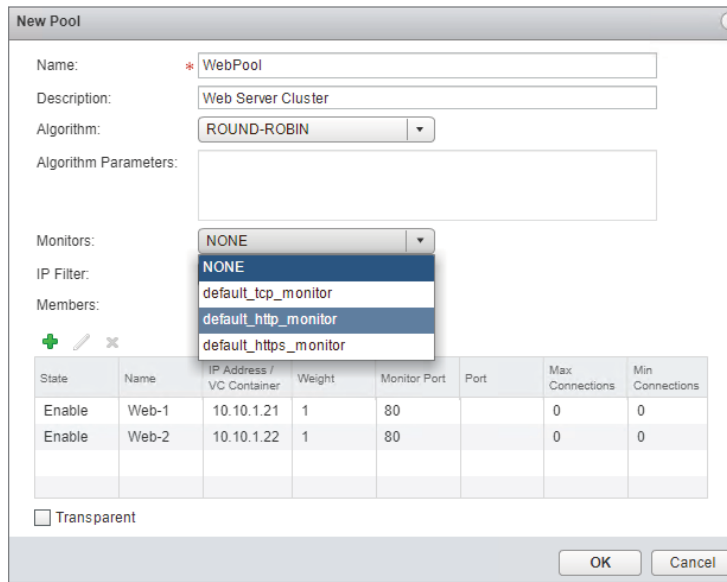 New Pool
Name: * WebPool
Description: Web Server Cluster
Algorithm: ROUND-ROBIN
Algorithm Parameters:
Monitors: NONE
NONE
IP Filter:
default_tcp_monitor
Members:
default_http_monitor
default_https_monitor
State Name IP Address / VC Container Weight Monitor Port Port Max Connections Min Connections
Enable Web-1 10.10.1.21 1 80 0 0
Enable Web-2 10.10.1.22 1 80 0 0
Transparent
OK Cancel